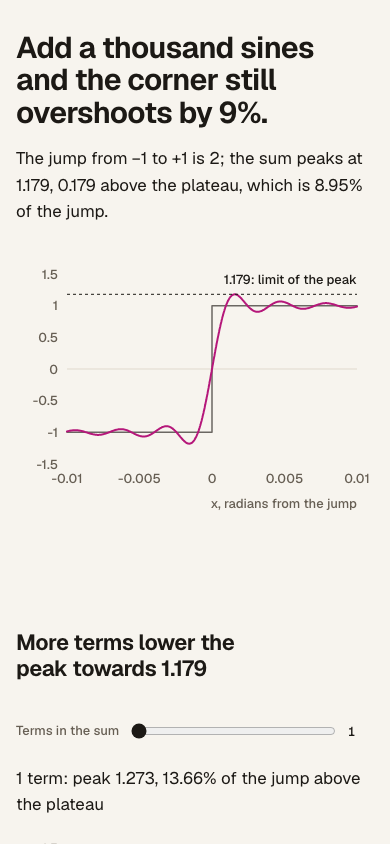 Add a thousand sines
and the corner still
overshoots by 9%.
The jump from −1 to +1 is 2; the sum peaks at
1.179, 0.179 above the plateau, which is 8.95%
of the jump.
1.179: limit of the peak
1.5
1
0.5
0
-0.5
-1
-1.5
-0.01 -0.005 0 0.005 0.01
x, radians from the jump
More terms lower the
peak towards 1.179
Terms in the sum 1
1 term: peak 1.273, 13.66% of the jump above
the plateau